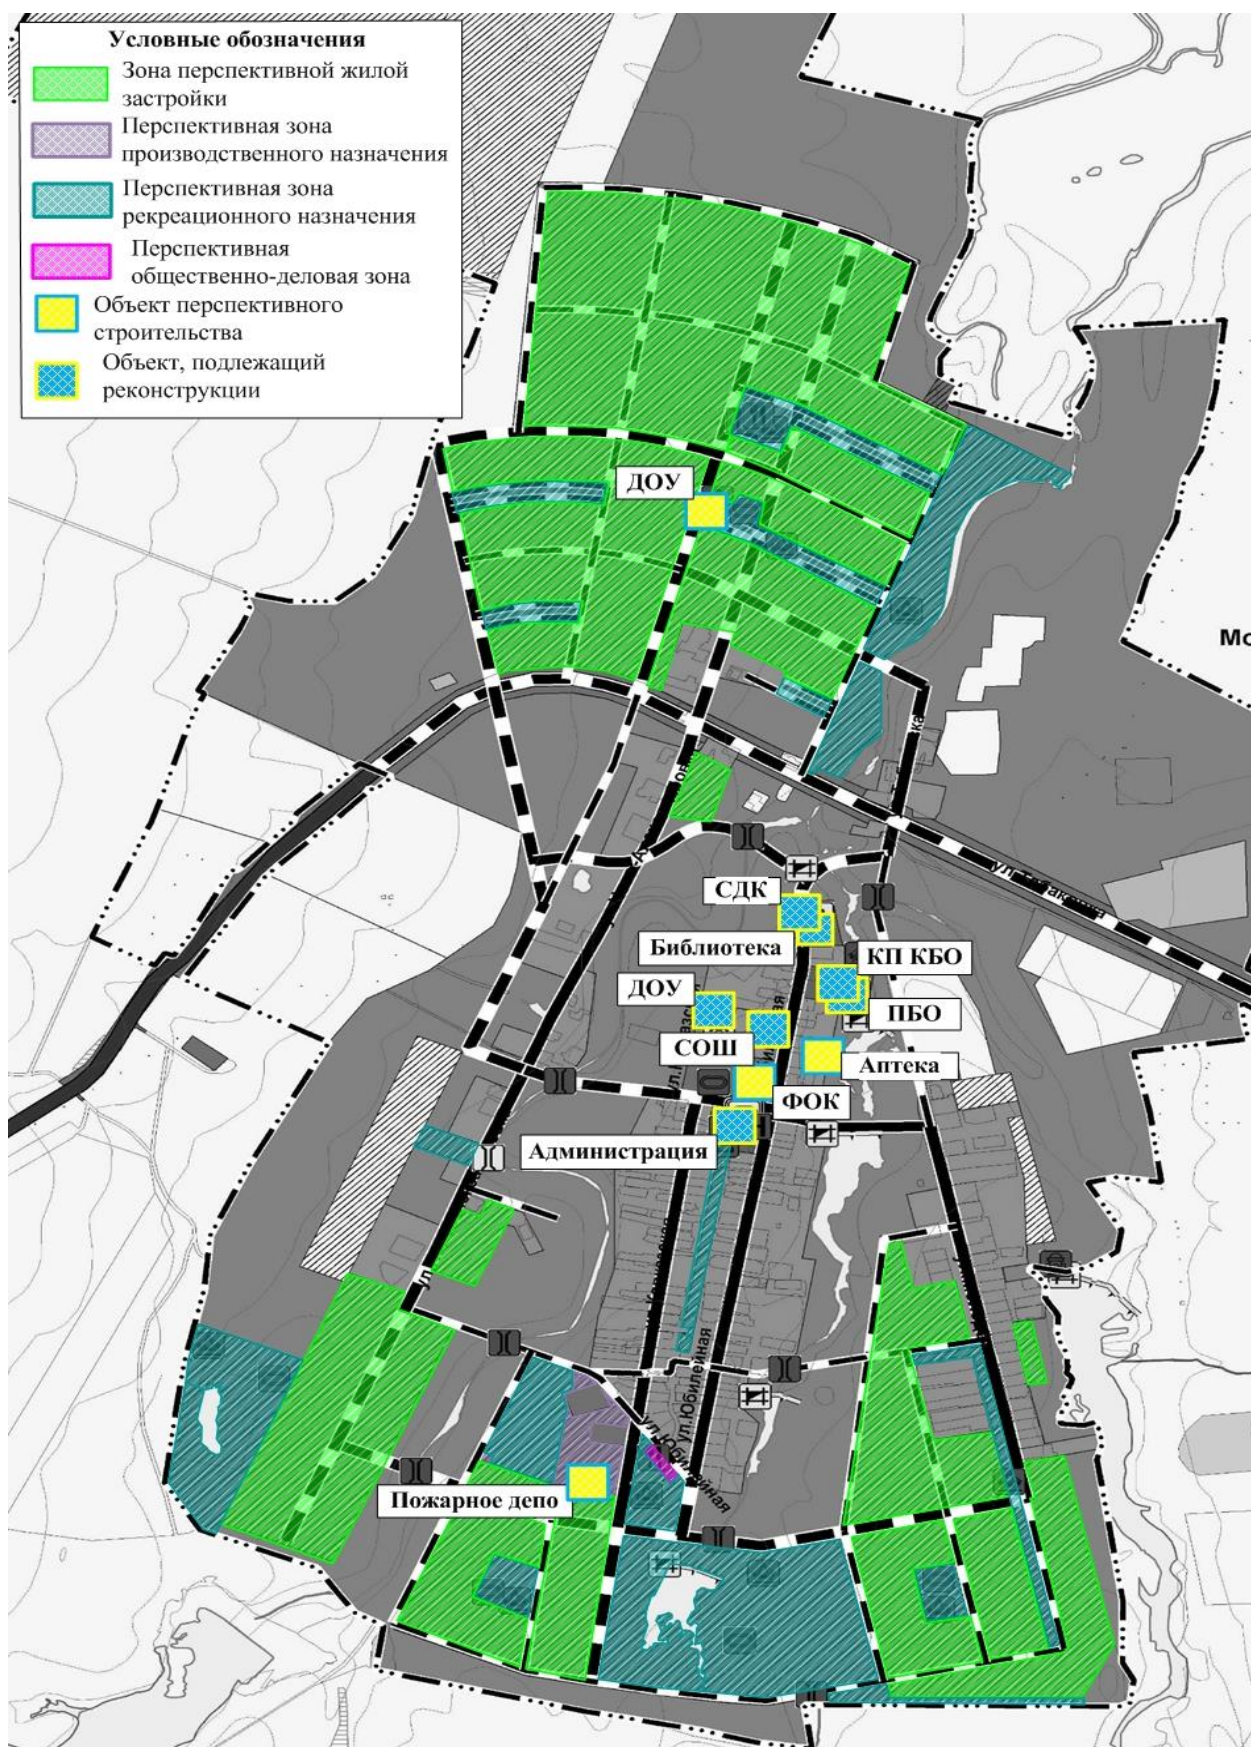 Условные обозначения
Зона перспективной жилой
застройки
Перспективная зона
производственного назначения
Перспективная зона
рекреационного назначения
Перспективная
общественно-деловая зона
Объект перспективного
строительства
Объект, подлежащий
реконструкции
ДОУ
Мо
СДК
Библиотека
КП КБО
ДОУ
ПБО
СОШ
Аптека
ФОК
Администрация
ул
ул.Юбилейная
ул.Юбилейная
Пожарное депо